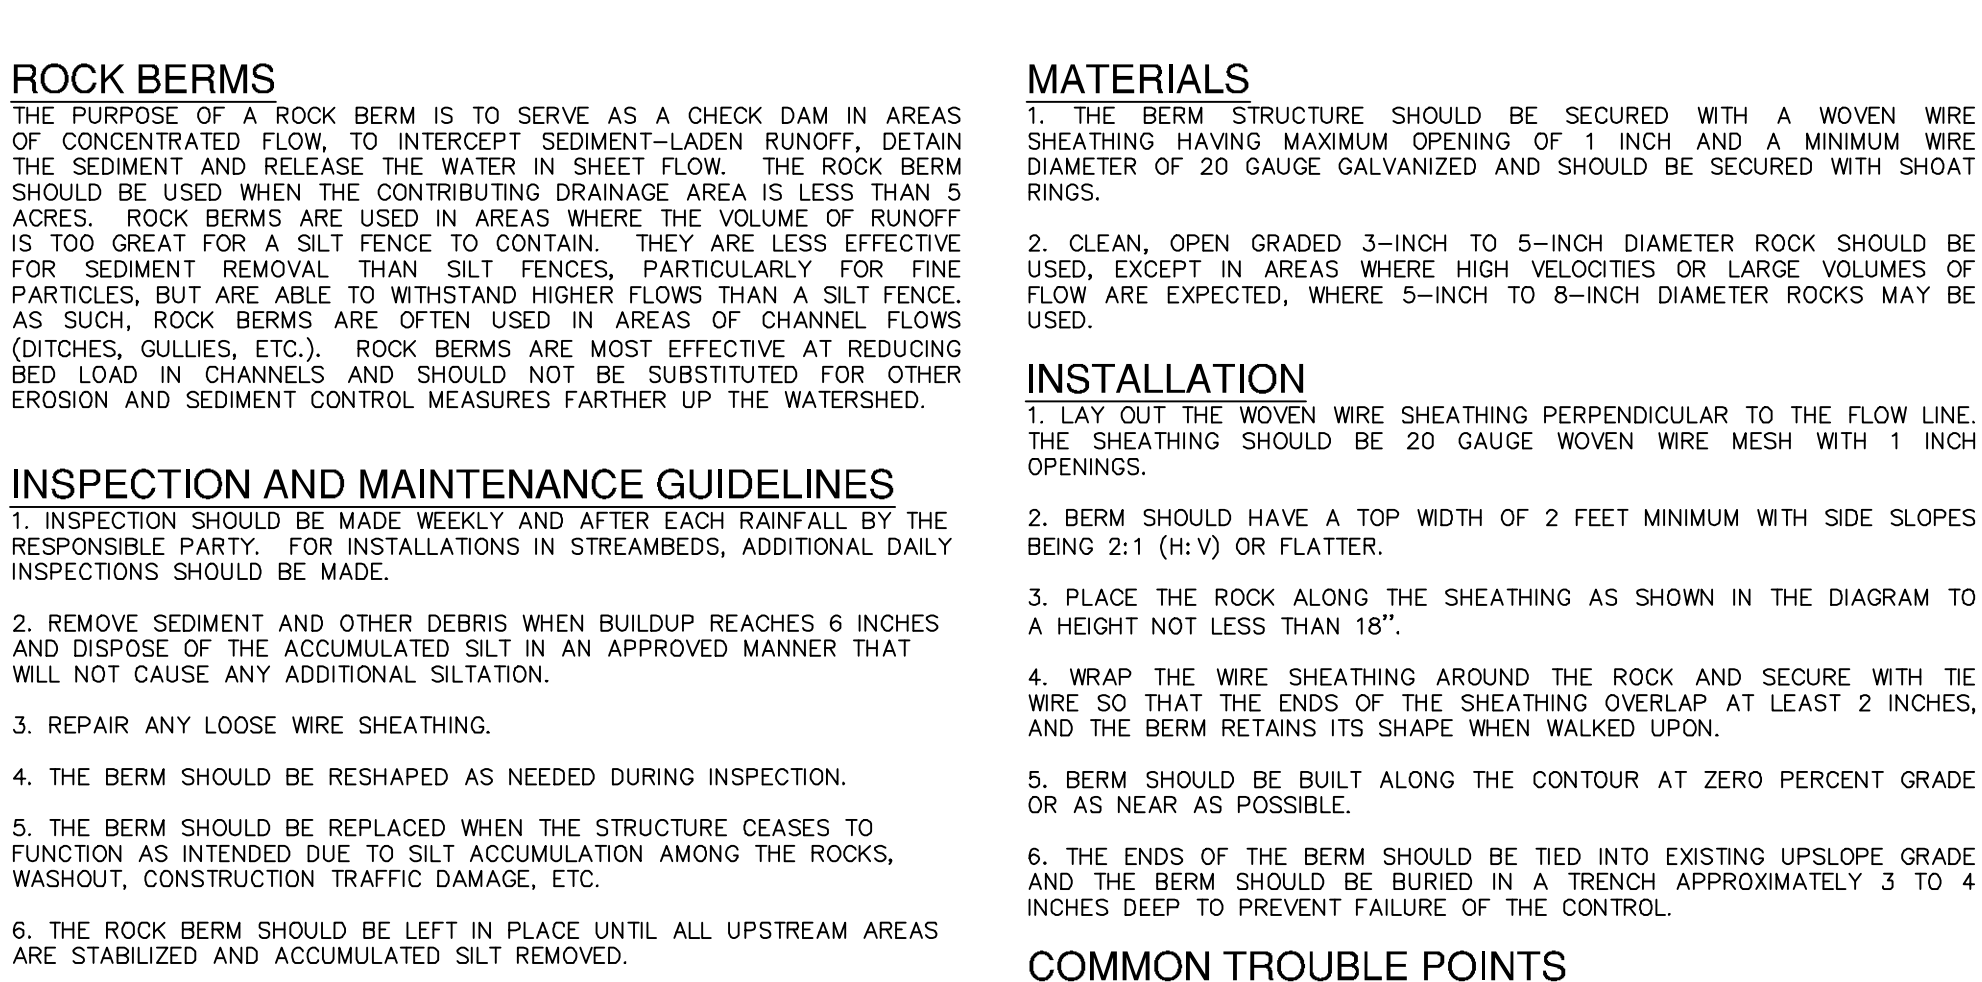 ROCK BERMS
THE PURPOSE OF A ROCK BERM IS TO SERVE AS A CHECK DAM IN AREAS
OF CONCENTRATED FLOW, TO INTERCEPT SEDIMENT-LADEN RUNOFF, DETAIN
THE SEDIMENT AND RELEASE THE WATER IN SHEET FLOW. THE ROCK BERM
SHOULD BE USED WHEN THE CONTRIBUTING DRAINAGE AREA IS LESS THAN 5
ACRES. ROCK BERMS ARE USED IN AREAS WHERE THE VOLUME OF RUNOFF
IS TOO GREAT FOR A SILT FENCE TO CONTAIN. THEY ARE LESS EFFECTIVE
FOR SEDIMENT REMOVAL THAN SILT FENCES, PARTICULARLY FOR FINE
PARTICLES, BUT ARE ABLE TO WITHSTAND HIGHER FLOWS THAN A SILT FENCE.
AS SUCH, ROCK BERMS ARE OFTEN USED IN AREAS OF CHANNEL FLOWS
(DITCHES, GULLIES, ETC.). ROCK BERMS ARE MOST EFFECTIVE AT REDUCING
BED LOAD IN CHANNELS AND SHOULD NOT BE SUBSTITUTED FOR OTHER
EROSION AND SEDIMENT CONTROL MEASURES FARTHER UP THE WATERSHED.
INSPECTION AND MAINTENANCE GUIDELINES
1. INSPECTION SHOULD BE MADE WEEKLY AND AFTER EACH RAINFALL BY THE
RESPONSIBLE PARTY. FOR INSTALLATIONS IN STREAMBEDS, ADDITIONAL DAILY
INSPECTIONS SHOULD BE MADE.
2. REMOVE SEDIMENT AND OTHER DEBRIS WHEN BUILDUP REACHES 6 INCHES
AND DISPOSE OF THE ACCUMULATED SILT IN AN APPROVED MANNER THAT
WILL NOT CAUSE ANY ADDITIONAL SILTATION.
3. REPAIR ANY LOOSE WIRE SHEATHING.
4. THE BERM SHOULD BE RESHAPED AS NEEDED DURING INSPECTION.
5. THE BERM SHOULD BE REPLACED WHEN THE STRUCTURE CEASES TO
FUNCTION AS INTENDED DUE TO SILT ACCUMULATION AMONG THE ROCKS,
WASHOUT, CONSTRUCTION TRAFFIC DAMAGE, ETC.
6. THE ROCK BERM SHOULD BE LEFT IN PLACE UNTIL ALL UPSTREAM AREAS
ARE STABILIZED AND ACCUMULATED SILT REMOVED.
MATERIALS
1. THE BERM STRUCTURE SHOULD BE SECURED WITH A WOVEN WIRE
SHEATHING HAVING MAXIMUM OPENING OF 1 INCH AND A MINIMUM WIRE
DIAMETER OF 20 GAUGE GALVANIZED AND SHOULD BE SECURED WITH SHOAT
RINGS.
2. CLEAN, OPEN GRADED 3-INCH TO 5-INCH DIAMETER ROCK SHOULD BE
USED, EXCEPT IN AREAS WHERE HIGH VELOCITIES OR LARGE VOLUMES OF
FLOW ARE EXPECTED, WHERE 5-INCH TO 8-INCH DIAMETER ROCKS MAY BE
USED.
INSTALLATION
1. LAY OUT THE WOVEN WIRE SHEATHING PERPENDICULAR TO THE FLOW LINE.
THE SHEATHING SHOULD BE 20 GAUGE WOVEN WIRE MESH WITH 1 INCH
OPENINGS.
2. BERM SHOULD HAVE A TOP WIDTH OF 2 FEET MINIMUM WITH SIDE SLOPES
BEING 2:1 (H:V) OR FLATTER.
3. PLACE THE ROCK ALONG THE SHEATHING AS SHOWN IN THE DIAGRAM TO
A HEIGHT NOT LESS THAN 18”.
4. WRAP THE WIRE SHEATHING AROUND THE ROCK AND SECURE WITH TIE
WIRE SO THAT THE ENDS OF THE SHEATHING OVERLAP AT LEAST 2 INCHES,
AND THE BERM RETAINS ITS SHAPE WHEN WALKED UPON.
5. BERM SHOULD BE BUILT ALONG THE CONTOUR AT ZERO PERCENT GRADE
OR AS NEAR AS POSSIBLE.
6. THE ENDS OF THE BERM SHOULD BE TIED INTO EXISTING UPSLOPE GRADE
AND THE BERM SHOULD BE BURIED IN A TRENCH APPROXIMATELY 3 TO 4
INCHES DEEP TO PREVENT FAILURE OF THE CONTROL.
COMMON TROUBLE POINTS